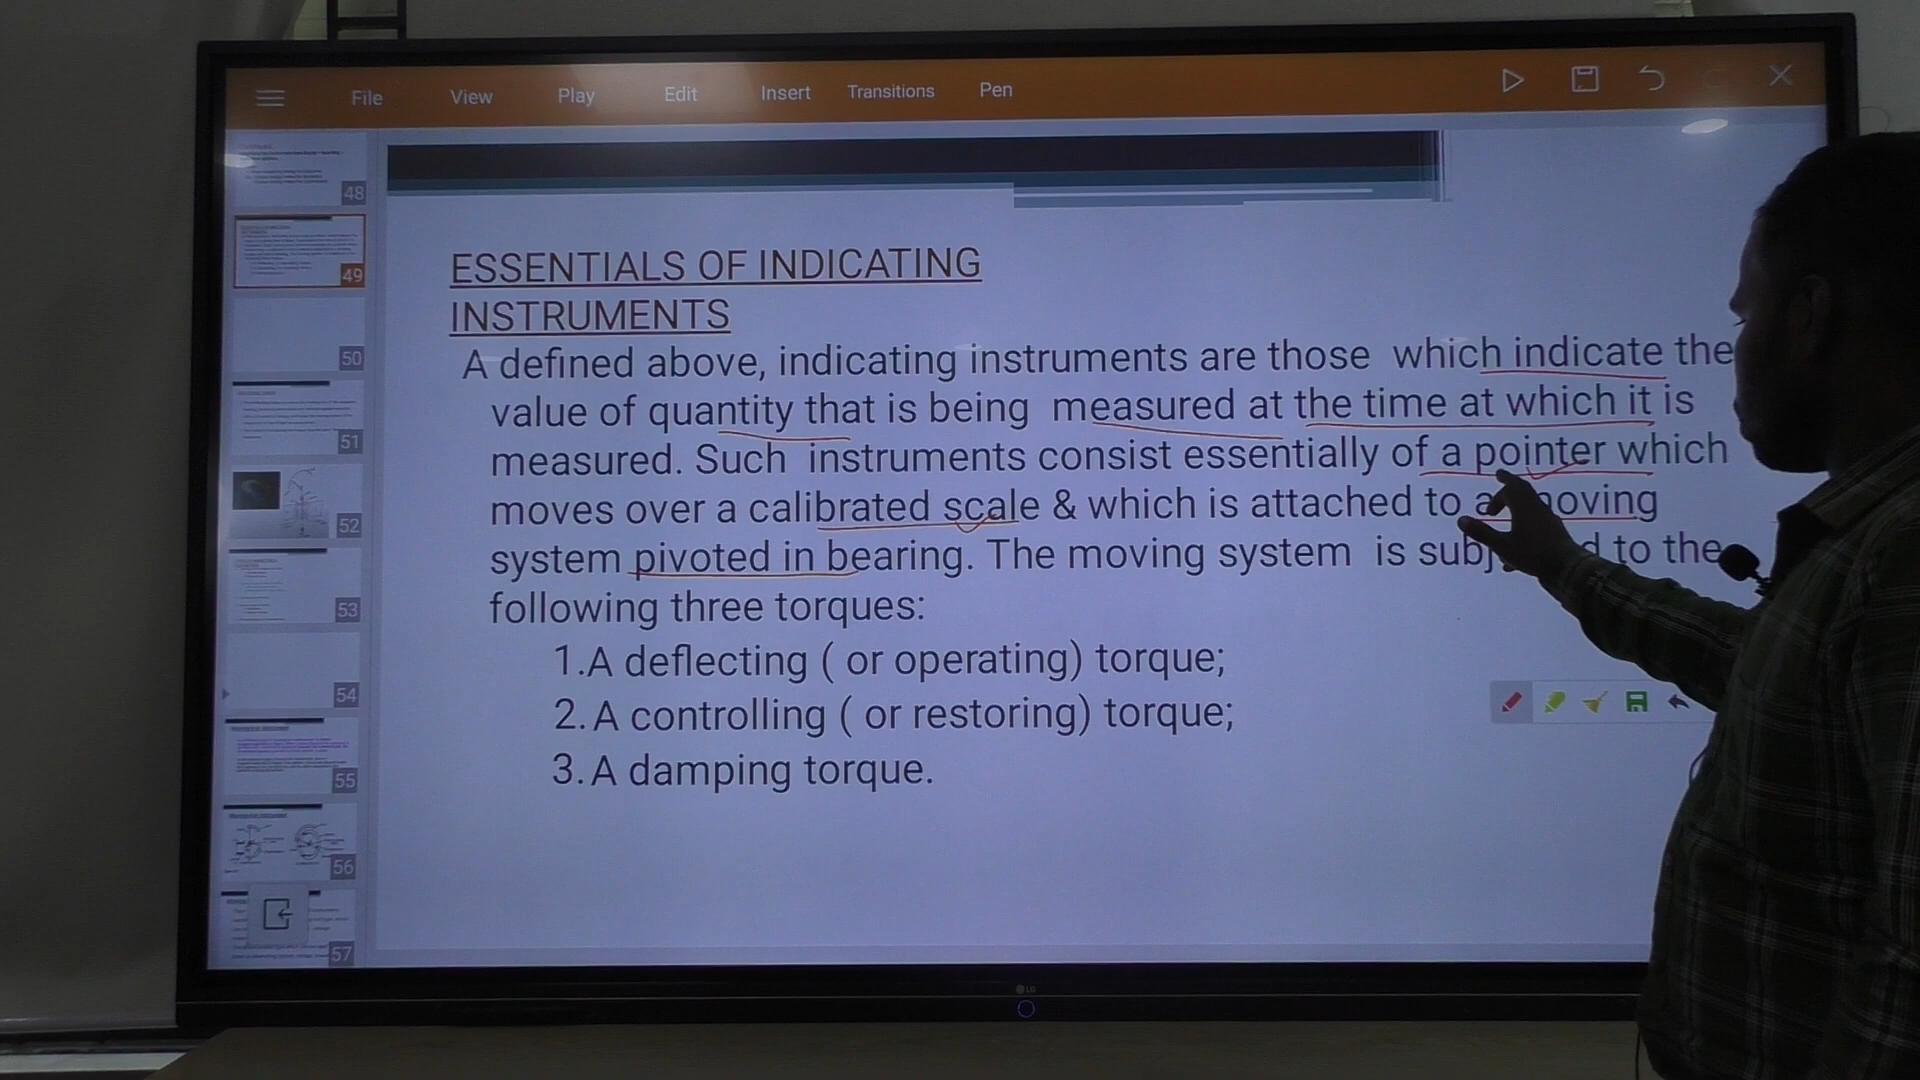 File View Play Edit Insert Transitions Pen
48
49
50
51
52
53
54
55
56
57
ESSENTIALS OF INDICATING
INSTRUMENTS
A defined above, indicating instruments are those which indicate the
value of quantity that is being measured at the time at which it is
measured. Such instruments consist essentially of a pointer which
moves over a calibrated scale & which is attached to a moving
system pivoted in bearing. The moving system is to the
following three torques:
1.A deflecting ( or operating) torque;
2. A controlling ( or restoring) torque;
3. A damping torque.
LG